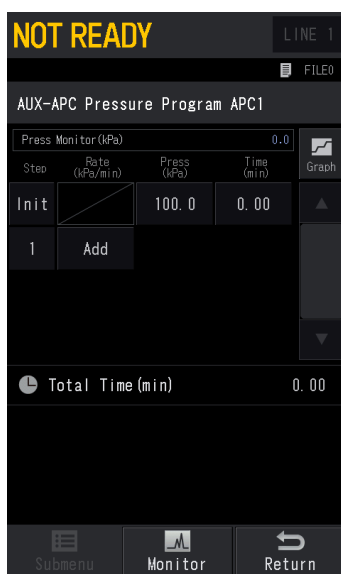 NOT READY LINE 1
FILE0
AUX-APC Pressure Program APC1
Press Monitor(kPa) 0.0
Step Rate (kPa/min) Press (kPa) Time (min) Graph
Init 100.0 0.00
1 Add
Total Time(min) 0.00
Submenu Monitor Return